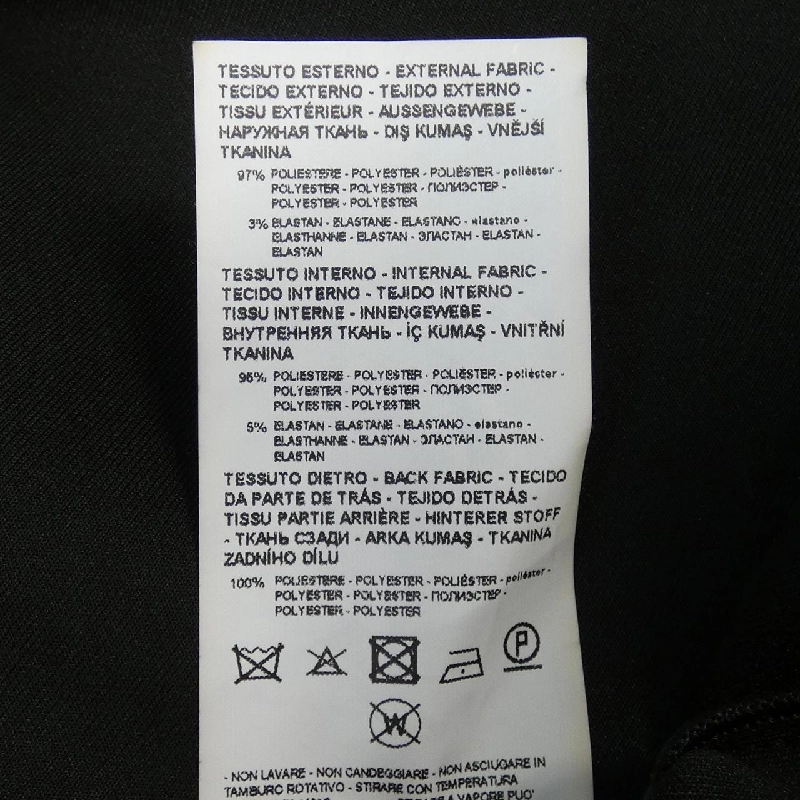 TESSUTO ESTERNO - EXTERNAL FABRIC -
TECIDO EXTERNO - TEJIDO EXTERNO -
TISSU EXTÉRIEUR - AUSSENGEWEBE -
НАРУЖНАЯ ТКАНЬ - DIŞ KUMAŞ - VNĚJŠÍ
TKANINA
97% POLIESTERE - POLYESTER - POLIÉSTER - poliéster -
POLYESTER - POLYESTER - ПОЛИЭСТЕР -
POLYESTER - POLYESTER
3% ELASTAN - ELASTANE - ELASTANO - elastano -
ELASTHANNE - ELASTAN - ЭЛАСТАН - ELASTAN -
ELASTAN
TESSUTO INTERNO - INTERNAL FABRIC -
TECIDO INTERNO - TEJIDO INTERNO -
TISSU INTERNE - INNENGEWEBE -
ВНУТРЕННЯЯ ТКАНЬ - İÇ KUMAŞ - VNITŘNÍ
TKANINA
95% POLIESTERE - POLYESTER - POLIÉSTER - poliéster -
POLYESTER - POLYESTER - ПОЛИЭСТЕР -
POLYESTER - POLYESTER
5% ELASTAN - ELASTANE - ELASTANO - elastano -
ELASTHANNE - ELASTAN - ЭЛАСТАН - ELASTAN -
ELASTAN
TESSUTO DIETRO - BACK FABRIC - TECIDO
DA PARTE DE TRÁS - TEJIDO DETRÁS -
TISSU PARTIE ARRIÈRE - HINTERER STOFF
- ТКАНЬ СЗАДИ - ARKA KUMAŞ - TKANINA
ZADNÍHO DÍLU
100% POLIESTERE - POLYESTER - POLIÉSTER - poliéster -
POLYESTER - POLYESTER - ПОЛИЭСТЕР -
POLYESTER - POLYESTER
P
W
- NON LAVARE - NON CANDEGGIARE - NON ASCIUGARE IN
TAMBURO ROTATIVO - STIRARE CON TEMPERATURA
A VAPORE PUO'